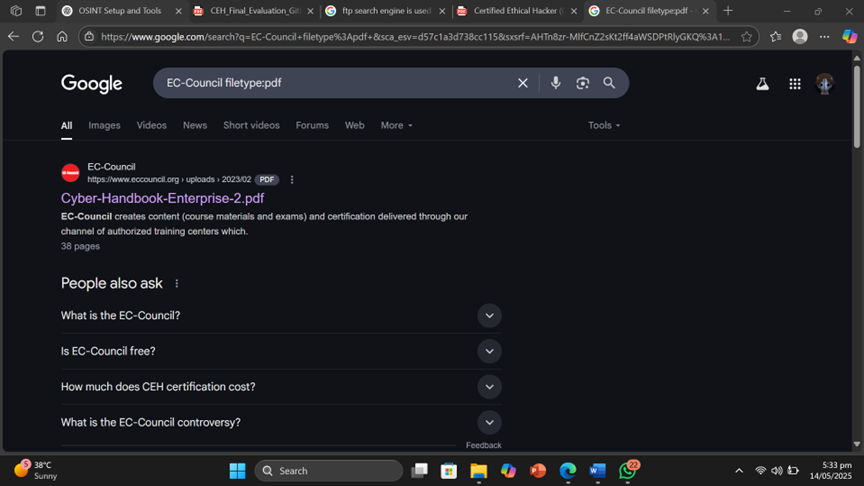 OSINT Setup and Tools
CEH_Final_Evaluation_Git
ftp search engine is used
Certified Ethical Hacker (
EC-Council filetype:pdf -
https://www.google.com/search?q=EC-Council+filetype%3Apdf+&sca_esv=d57c1a3d738cc115&sxsrf=AHTn8zr-MIfCnZ2sKt2ff4aWSDPtRlyGKQ%3A1...
Google
EC-Council filetype:pdf
All
Images
Videos
News
Short videos
Forums
Web
More
Tools
EC-Council
https://www.eccouncil.org › uploads › 2023/02
PDF
Cyber-Handbook-Enterprise-2.pdf
EC-Council creates content (course materials and exams) and certification delivered through our
channel of authorized training centers which.
38 pages
People also ask
What is the EC-Council?
Is EC-Council free?
How much does CEH certification cost?
What is the EC-Council controversy?
Feedback
5
38°C
Sunny
Search
22
5:33 pm
14/05/2025